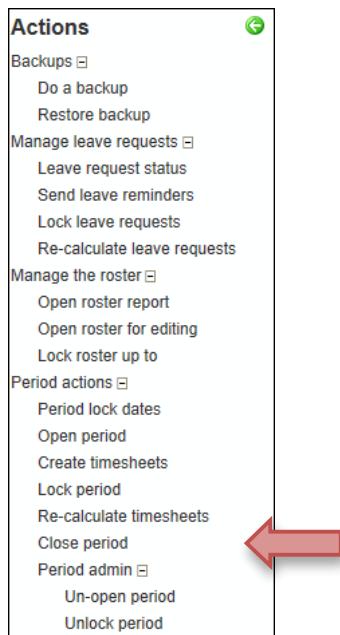 Actions
Backups
Do a backup
Restore backup
Manage leave requests
Leave request status
Send leave reminders
Lock leave requests
Re-calculate leave requests
Manage the roster
Open roster report
Open roster for editing
Lock roster up to
Period actions
Period lock dates
Open period
Create timesheets
Lock period
Re-calculate timesheets
Close period
Period admin
Un-open period
Unlock period